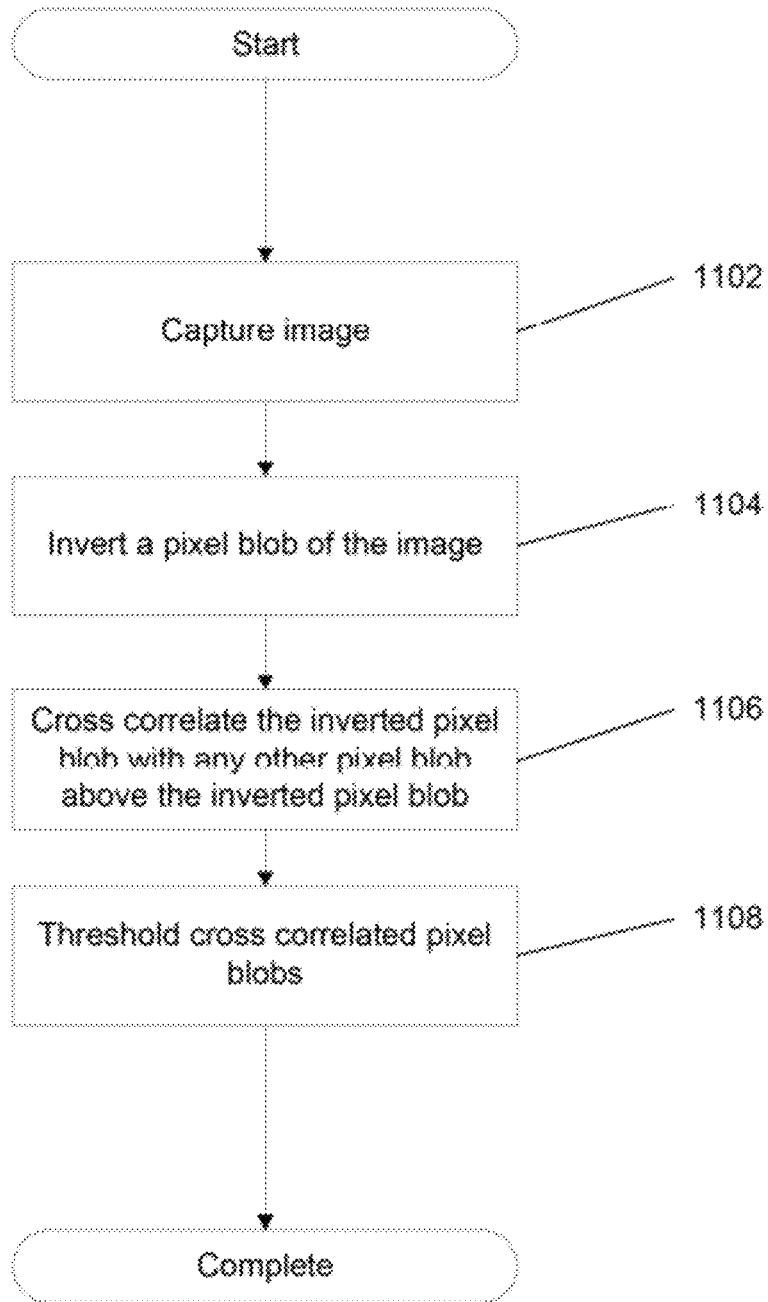 Start
1102
Capture image
1104
Invert a pixel blob of the image
1106
Cross correlate the inverted pixel
blob with any other pixel blob
above the inverted pixel blob
1108
Threshold cross correlated pixel
blobs
Complete